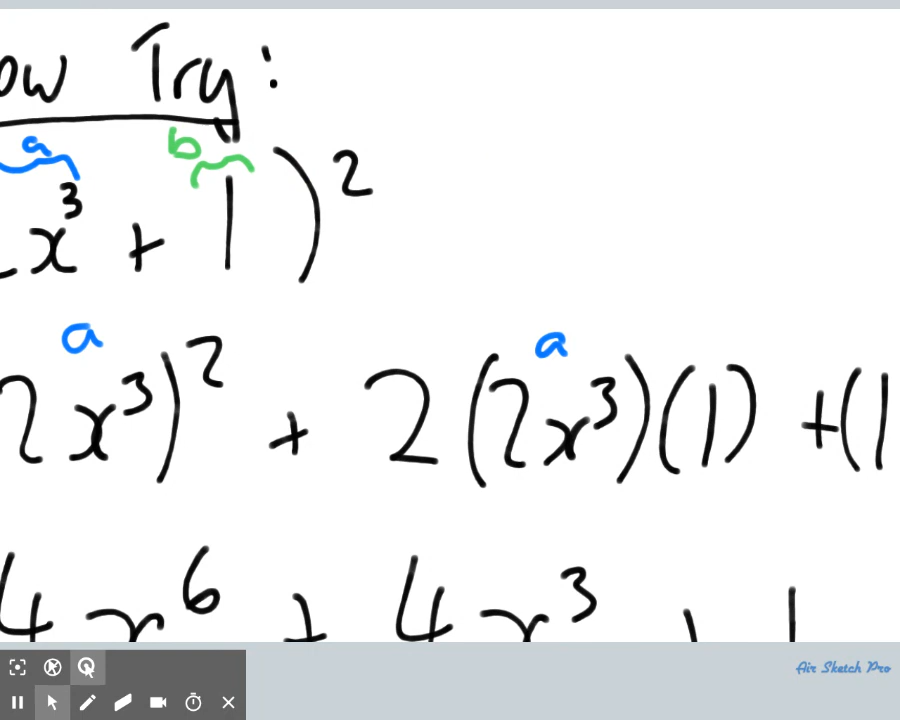 ow Try:
a b
x³ + 1)²
a a
2x³)² + 2(2x³)(1) + (1
4x⁶ + 4x³ + 1
Air Sketch Pro